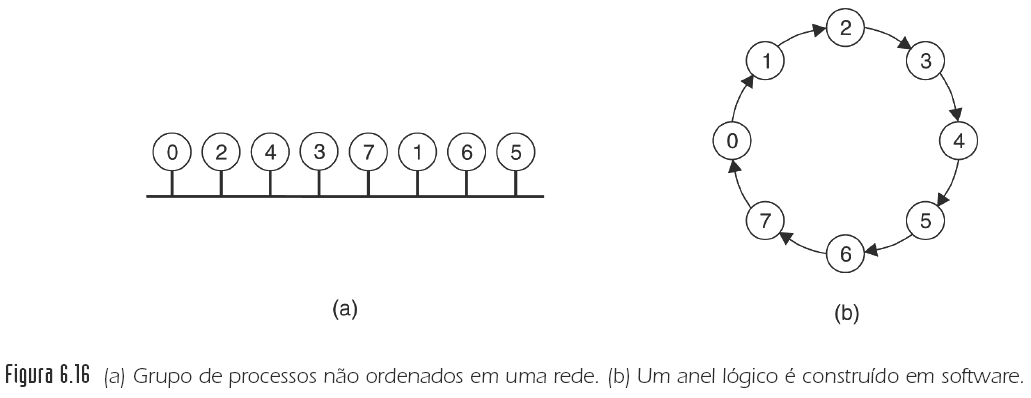 0 2 4 3 7 1 6 5
(a)
2
1 3
0 4
7 5
6
(b)
Figura 6.16 (a) Grupo de processos não ordenados em uma rede. (b) Um anel lógico é construído em software.